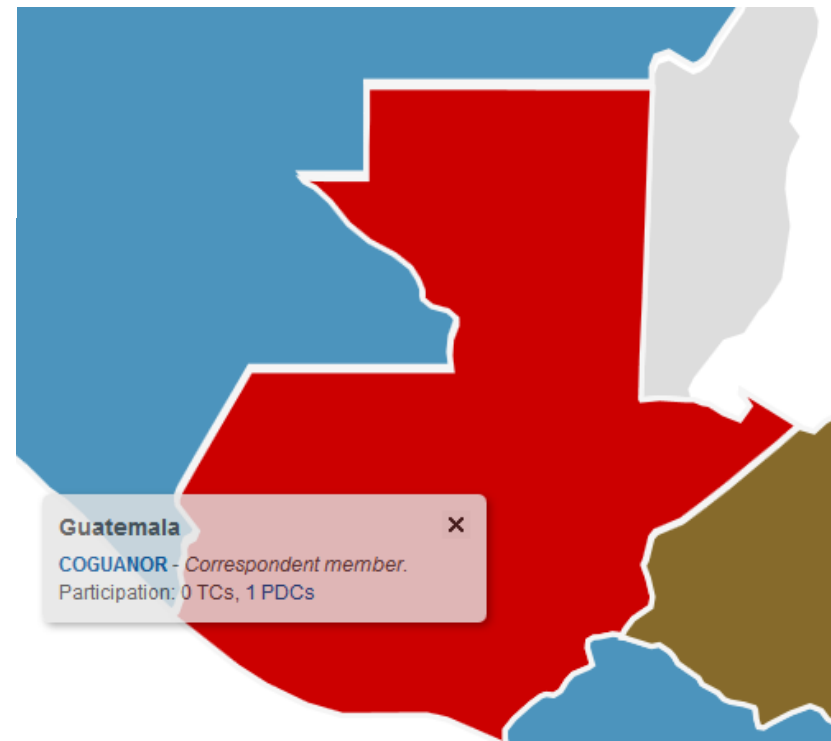 Guatemala
COGUANOR - Correspondent member.
Participation: 0 TCs, 1 PDCs